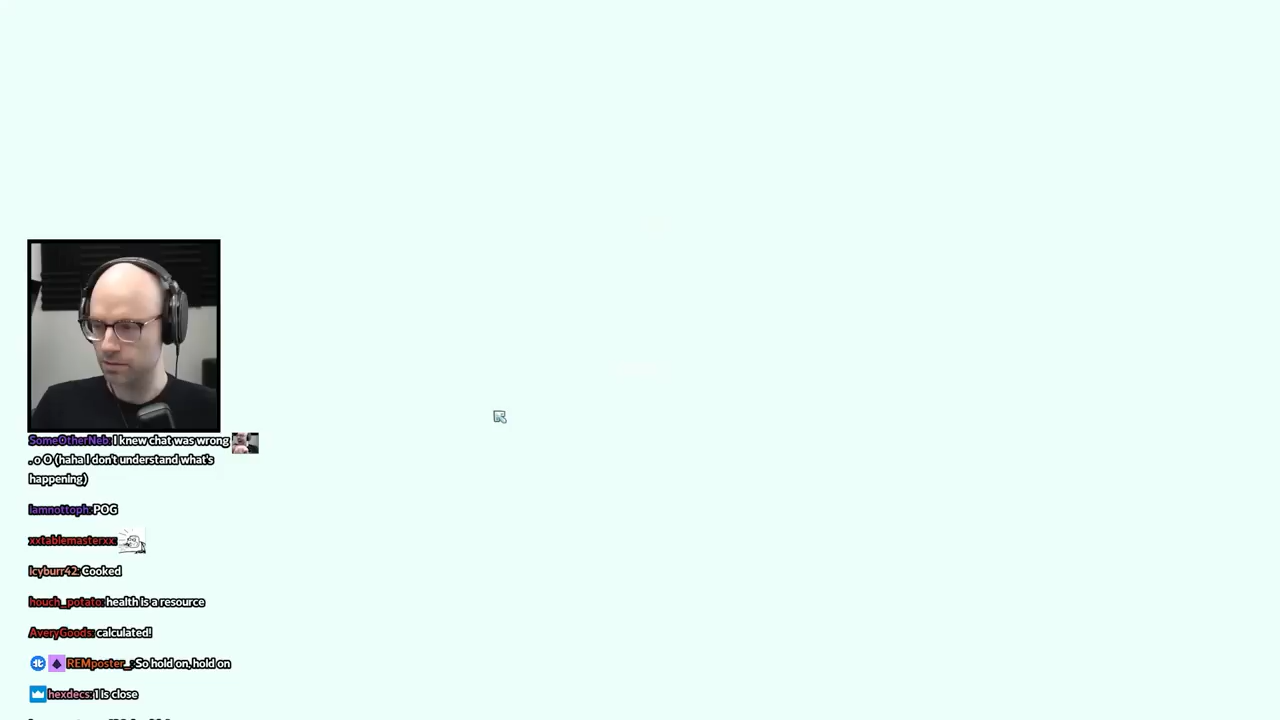 SomeOtherNeb: I knew chat was wrong
. o O (haha I don't understand what's
happening)
iamnottoph: POG
xxtablemasterxx:
icyburr42: Cooked
houch_potato: health is a resource
AveryGoods: calculated!
REMposter_: So hold on, hold on
hexdecs: 1 is close